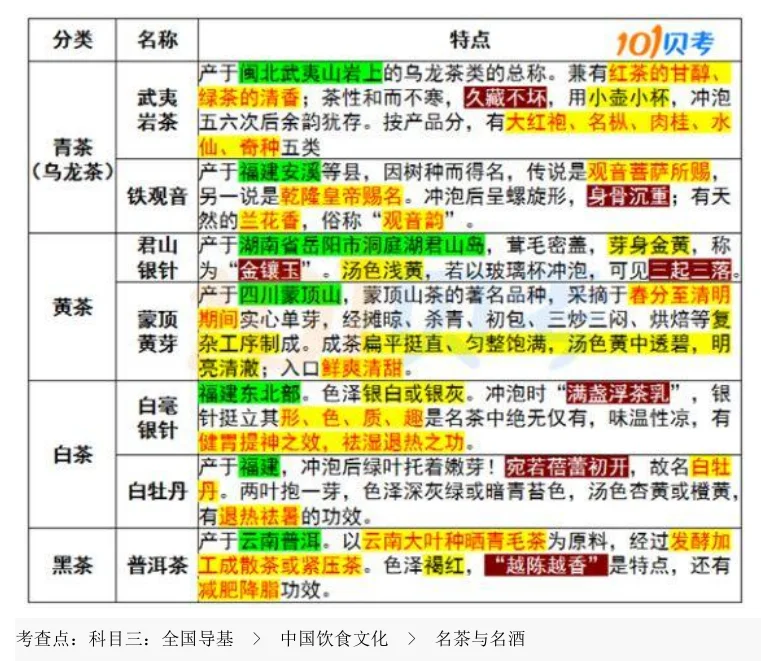 分类 名称 特点 101贝考
青茶（乌龙茶）
武夷岩茶
产于闽北武夷山岩上的乌龙茶类的总称。兼有红茶的甘醇、
绿茶的清香；茶性和而不寒，久藏不坏，用小壶小杯，冲泡
五六次后余韵犹存。按产品分，有大红袍、名枞、肉桂、水
仙、奇种五类
铁观音
产于福建安溪等县，因树种而得名，传说是观音菩萨所赐，
另一说是乾隆皇帝赐名。冲泡后呈螺旋形，身骨沉重；有天
然的兰花香，俗称“观音韵”。
黄茶
君山银针
产于湖南省岳阳市洞庭湖君山岛，茸毛密盖，芽身金黄，称
为“金镶玉”。汤色浅黄，若以玻璃杯冲泡，可见三起三落。
蒙顶黄芽
产于四川蒙顶山，蒙顶山茶的著名品种，采摘于春分至清明
期间实心单芽，经摊晾、杀青、初包、三炒三闷、烘焙等复
杂工序制成。成茶扁平挺直、匀整饱满，汤色黄中透碧，明
亮清澈；入口鲜爽清甜。
白茶
白毫银针
福建东北部。色泽银白或银灰。冲泡时“满盏浮茶乳”，银
针挺立其形、色、质、趣是名茶中绝无仅有，味温性凉，有
健胃提神之效，祛湿退热之功。
白牡丹
产于福建，冲泡后绿叶托着嫩芽！宛若蓓蕾初开，故名白牡
丹。两叶抱一芽，色泽深灰绿或暗青苔色，汤色杏黄或橙黄，
有退热祛暑的功效。
黑茶
普洱茶
产于云南普洱。以云南大叶种晒青毛茶为原料，经过发酵加
工成散茶或紧压茶。色泽褐红，“越陈越香”是特点，还有
减肥降脂功效。
考查点：科目三：全国导基 > 中国饮食文化 > 名茶与名酒